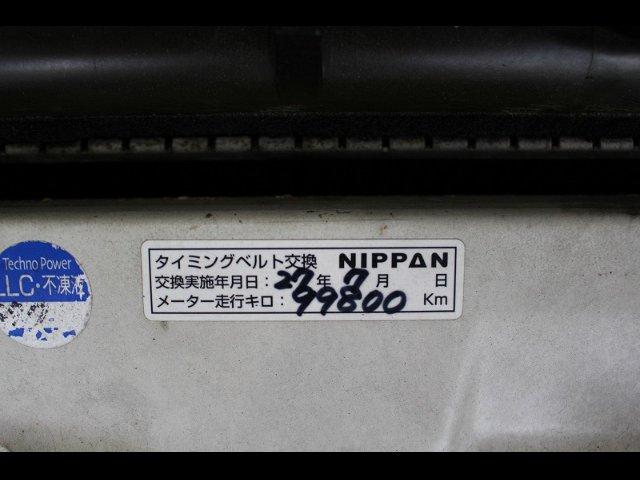 Techno Power
LLC・不凍液
タイミングベルト交換 NIPPAN
交換実施年月日：27年7月 日
メーター走行キロ：99800 Km